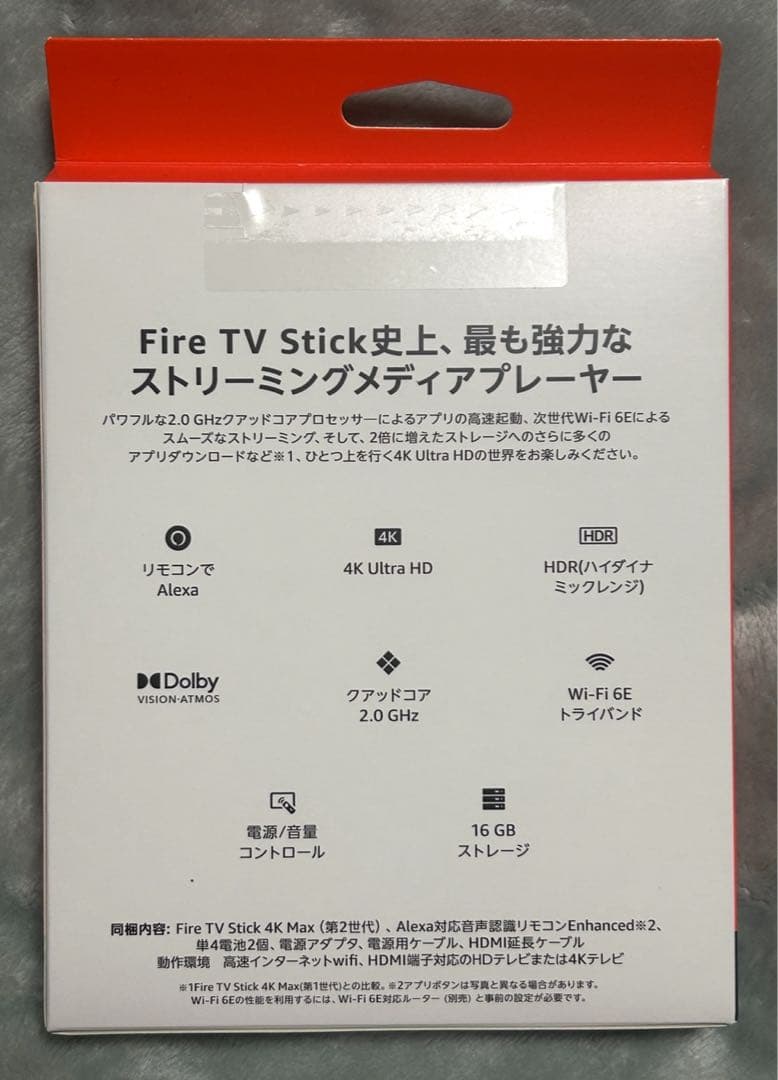 Fire TV Stick史上、最も強力な
ストリーミングメディアプレーヤー
パワフルな2.0 GHzクアッドコアプロセッサーによるアプリの高速起動、次世代Wi-Fi 6Eによる
スムーズなストリーミング、そして、2倍に増えたストレージへのさらに多くの
アプリダウンロードなど※1、ひとつ上を行く4K Ultra HDの世界をお楽しみください。
リモコンで
Alexa
4K
4K Ultra HD
HDR
HDR(ハイダイナ
ミックレンジ)
Dolby
VISION·ATMOS
クアッドコア
2.0 GHz
Wi-Fi 6E
トライバンド
電源/音量
コントロール
16 GB
ストレージ
同梱内容: Fire TV Stick 4K Max（第2世代）、Alexa対応音声認識リモコンEnhanced※2、
単4電池2個、電源アダプタ、電源用ケーブル、HDMI延長ケーブル
動作環境　高速インターネットwifi、HDMI端子対応のHDテレビまたは4Kテレビ
※1Fire TV Stick 4K Max(第1世代)との比較。※2アプリボタンは写真と異なる場合があります。
Wi-Fi 6Eの性能を利用するには、Wi-Fi 6E対応ルーター（別売）と事前の設定が必要です。